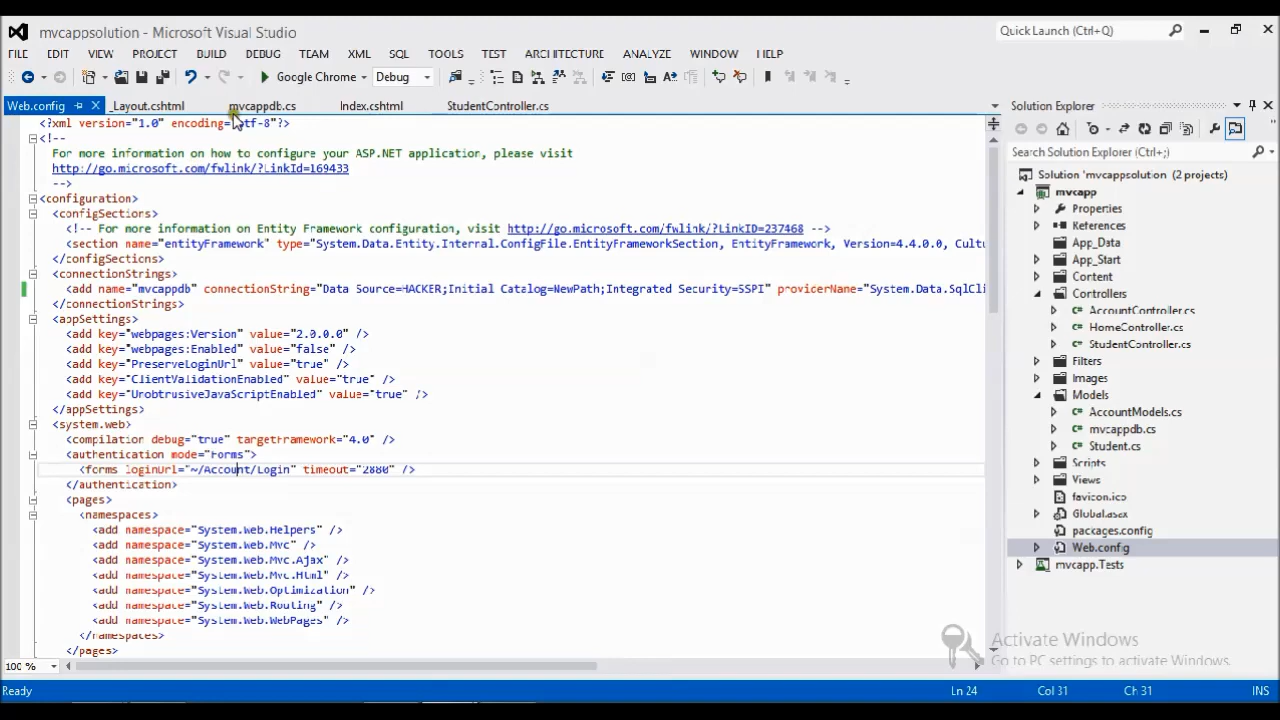 mvcappsolution - Microsoft Visual Studio
Quick Launch (Ctrl+Q)
FILE EDIT VIEW PROJECT BUILD DEBUG TEAM XML SQL TOOLS TEST ARCHITECTURE ANALYZE WINDOW HELP
Google Chrome Debug
Web.config _Layout.cshtml mvcappdb.cs Index.cshtml StudentController.cs
<?xml version="1.0" encoding="utf-8"?>
<!--
For more information on how to configure your ASP.NET application, please visit
http://go.microsoft.com/fwlink/?LinkId=169433
-->
<configuration>
<configSections>
<!-- For more information on Entity Framework configuration, visit http://go.microsoft.com/fwlink/?LinkID=237468 -->
<section name="entityFramework" type="System.Data.Entity.Internal.ConfigFile.EntityFrameworkSection, EntityFramework, Version=4.4.0.0, Cultu
</configSections>
<connectionStrings>
<add name="mvcappdb" connectionString="Data Source=HACKER;Initial Catalog=NewPath;Integrated Security=SSPI" providerName="System.Data.SqlCli
</connectionStrings>
<appSettings>
<add key="webpages:Version" value="2.0.0.0" />
<add key="webpages:Enabled" value="false" />
<add key="PreserveLoginUrl" value="true" />
<add key="ClientValidationEnabled" value="true" />
<add key="UnobtrusiveJavaScriptEnabled" value="true" />
</appSettings>
<system.web>
<compilation debug="true" targetFramework="4.0" />
<authentication mode="Forms">
<forms loginUrl="~/Account/Login" timeout="2880" />
</authentication>
<pages>
<namespaces>
<add namespace="System.Web.Helpers" />
<add namespace="System.Web.Mvc" />
<add namespace="System.Web.Mvc.Ajax" />
<add namespace="System.Web.Mvc.Html" />
<add namespace="System.Web.Optimization" />
<add namespace="System.Web.Routing" />
<add namespace="System.Web.WebPages" />
</namespaces>
</pages>
100 %
Solution Explorer
Search Solution Explorer (Ctrl+;)
Solution 'mvcappsolution' (2 projects)
mvcapp
Properties
References
App_Data
App_Start
Content
Controllers
AccountController.cs
HomeController.cs
StudentController.cs
Filters
Images
Models
AccountModels.cs
mvcappdb.cs
Student.cs
Scripts
Views
favicon.ico
Global.asax
packages.config
Web.config
mvcapp.Tests
Activate Windows
Go to PC settings to activate Windows.
Ready Ln 24 Col 31 Ch 31 INS